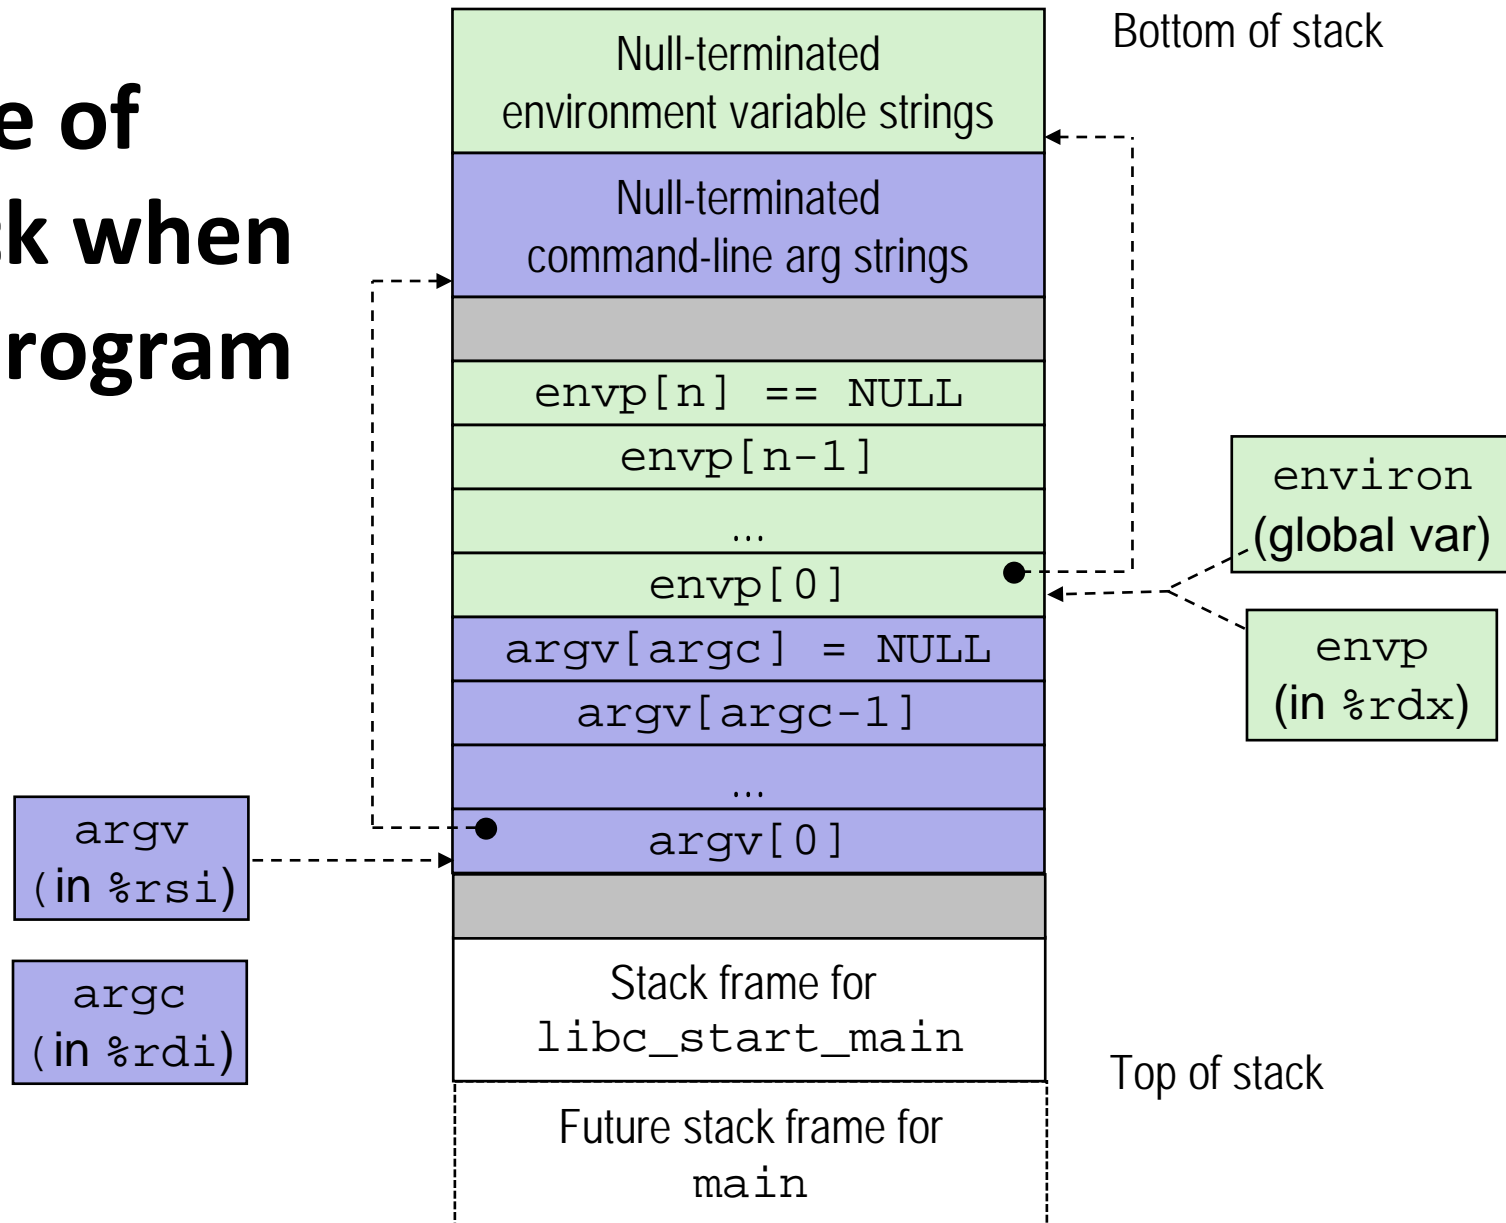 e of
ck when
rogram
Bottom of stack
Null-terminated
environment variable strings
Null-terminated
command-line arg strings
envp[n] == NULL
envp[n-1]
...
envp[0]
argv[argc] = NULL
argv[argc-1]
...
argv[0]
environ
(global var)
envp
(in %rdx)
argv
(in %rsi)
argc
(in %rdi)
Stack frame for
libc_start_main
Top of stack
Future stack frame for
main